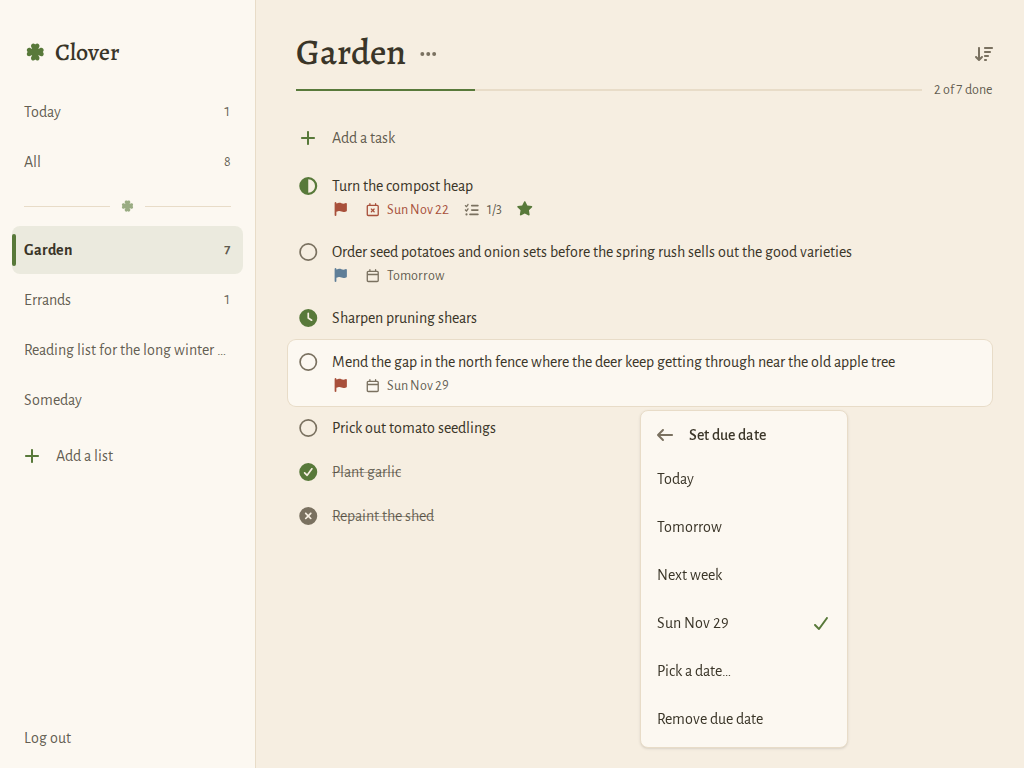 Clover
Today 1
All 8
Garden 7
Errands 1
Reading list for the long winter …
Someday
Add a list
Log out
Garden
2 of 7 done
Add a task
Turn the compost heap
Sun Nov 22 1/3
Order seed potatoes and onion sets before the spring rush sells out the good varieties
Tomorrow
Sharpen pruning shears
Mend the gap in the north fence where the deer keep getting through near the old apple tree
Sun Nov 29
Pick out tomato seedlings
Plant garlic
Repaint the shed
Set due date
Today
Tomorrow
Next week
Sun Nov 29
Pick a date…
Remove due date